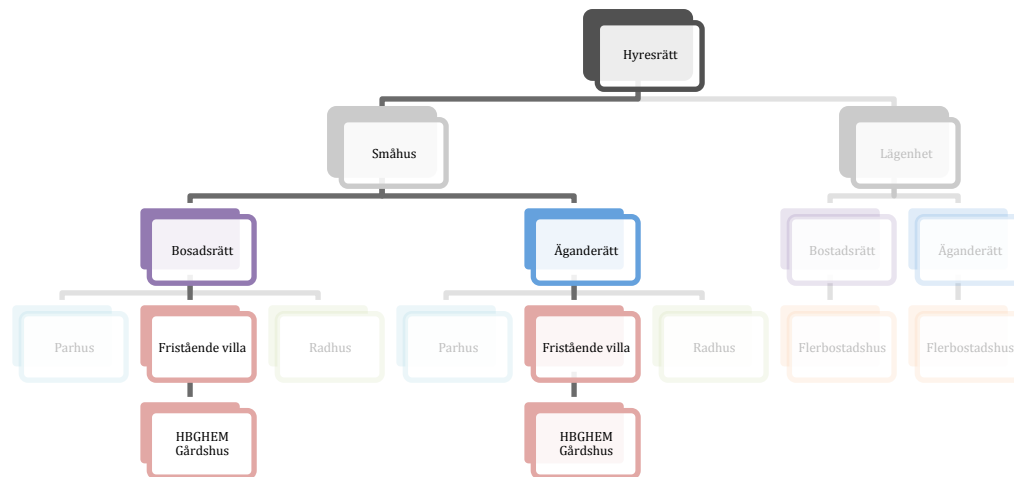 Hyresrätt
Småhus
Lägenhet
Bosadsrätt
Äganderätt
Bostadsrätt
Äganderätt
Parhus
Fristående villa
Radhus
Parhus
Fristående villa
Radhus
Flerbostadshus
Flerbostadshus
HBGHEM
Gårdshus
HBGHEM
Gårdshus